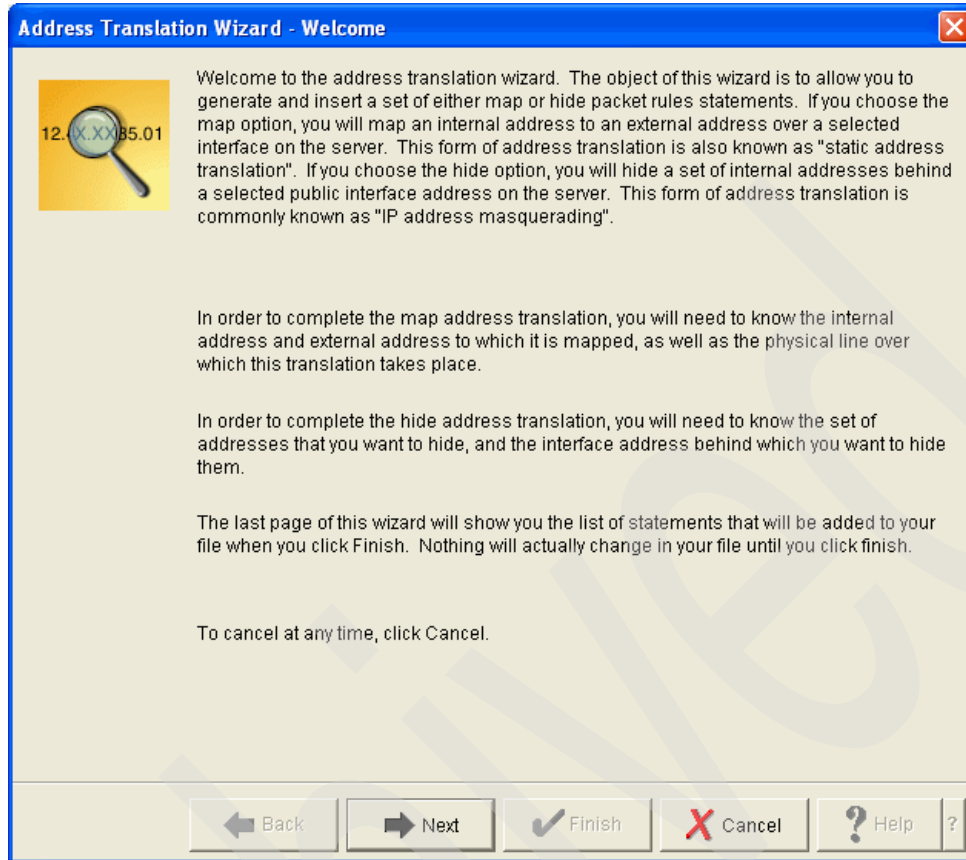 Address Translation Wizard - Welcome
12.4X.XX85.01
Welcome to the address translation wizard. The object of this wizard is to allow you to
generate and insert a set of either map or hide packet rules statements. If you choose the
map option, you will map an internal address to an external address over a selected
interface on the server. This form of address translation is also known as "static address
translation". If you choose the hide option, you will hide a set of internal addresses behind
a selected public interface address on the server. This form of address translation is
commonly known as "IP address masquerading".
In order to complete the map address translation, you will need to know the internal
address and external address to which it is mapped, as well as the physical line over
which this translation takes place.
In order to complete the hide address translation, you will need to know the set of
addresses that you want to hide, and the interface address behind which you want to hide
them.
The last page of this wizard will show you the list of statements that will be added to your
file when you click Finish. Nothing will actually change in your file until you click finish.
To cancel at any time, click Cancel.
Back Next Finish Cancel ? Help ?